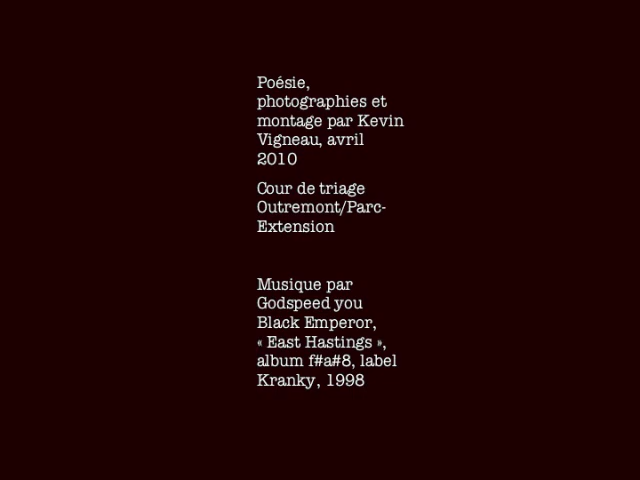 Poésie,
photographies et
montage par Kevin
Vigneau, avril
2010
Cour de triage
Outremont/Parc-
Extension
Musique par
Godspeed you
Black Emperor,
« East Hastings »,
album f#a#8, label
Kranky, 1998